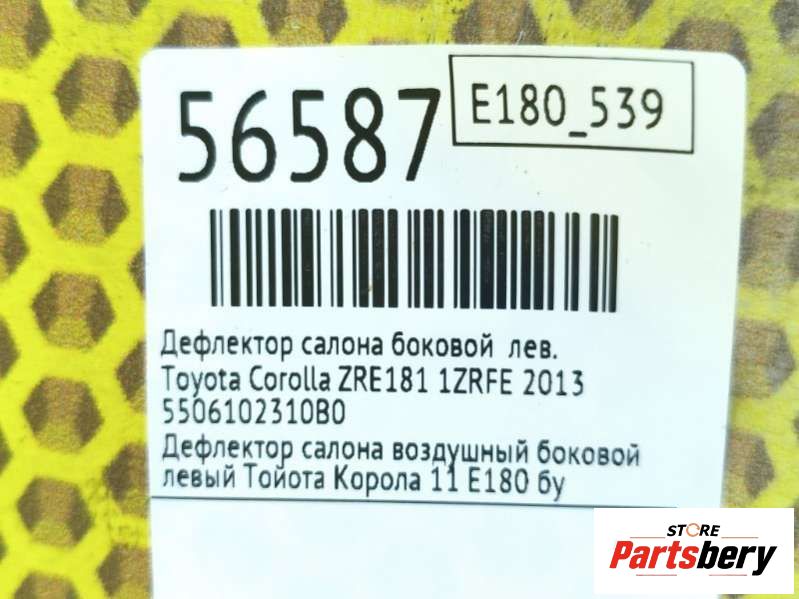 56587
E180_539
Дефлектор салона боковой лев.
Toyota Corolla ZRE181 1ZRFE 2013
5506102310B0
Дефлектор салона воздушный боковой
левый Тойота Корола 11 Е180 бу
STORE
Partsbery